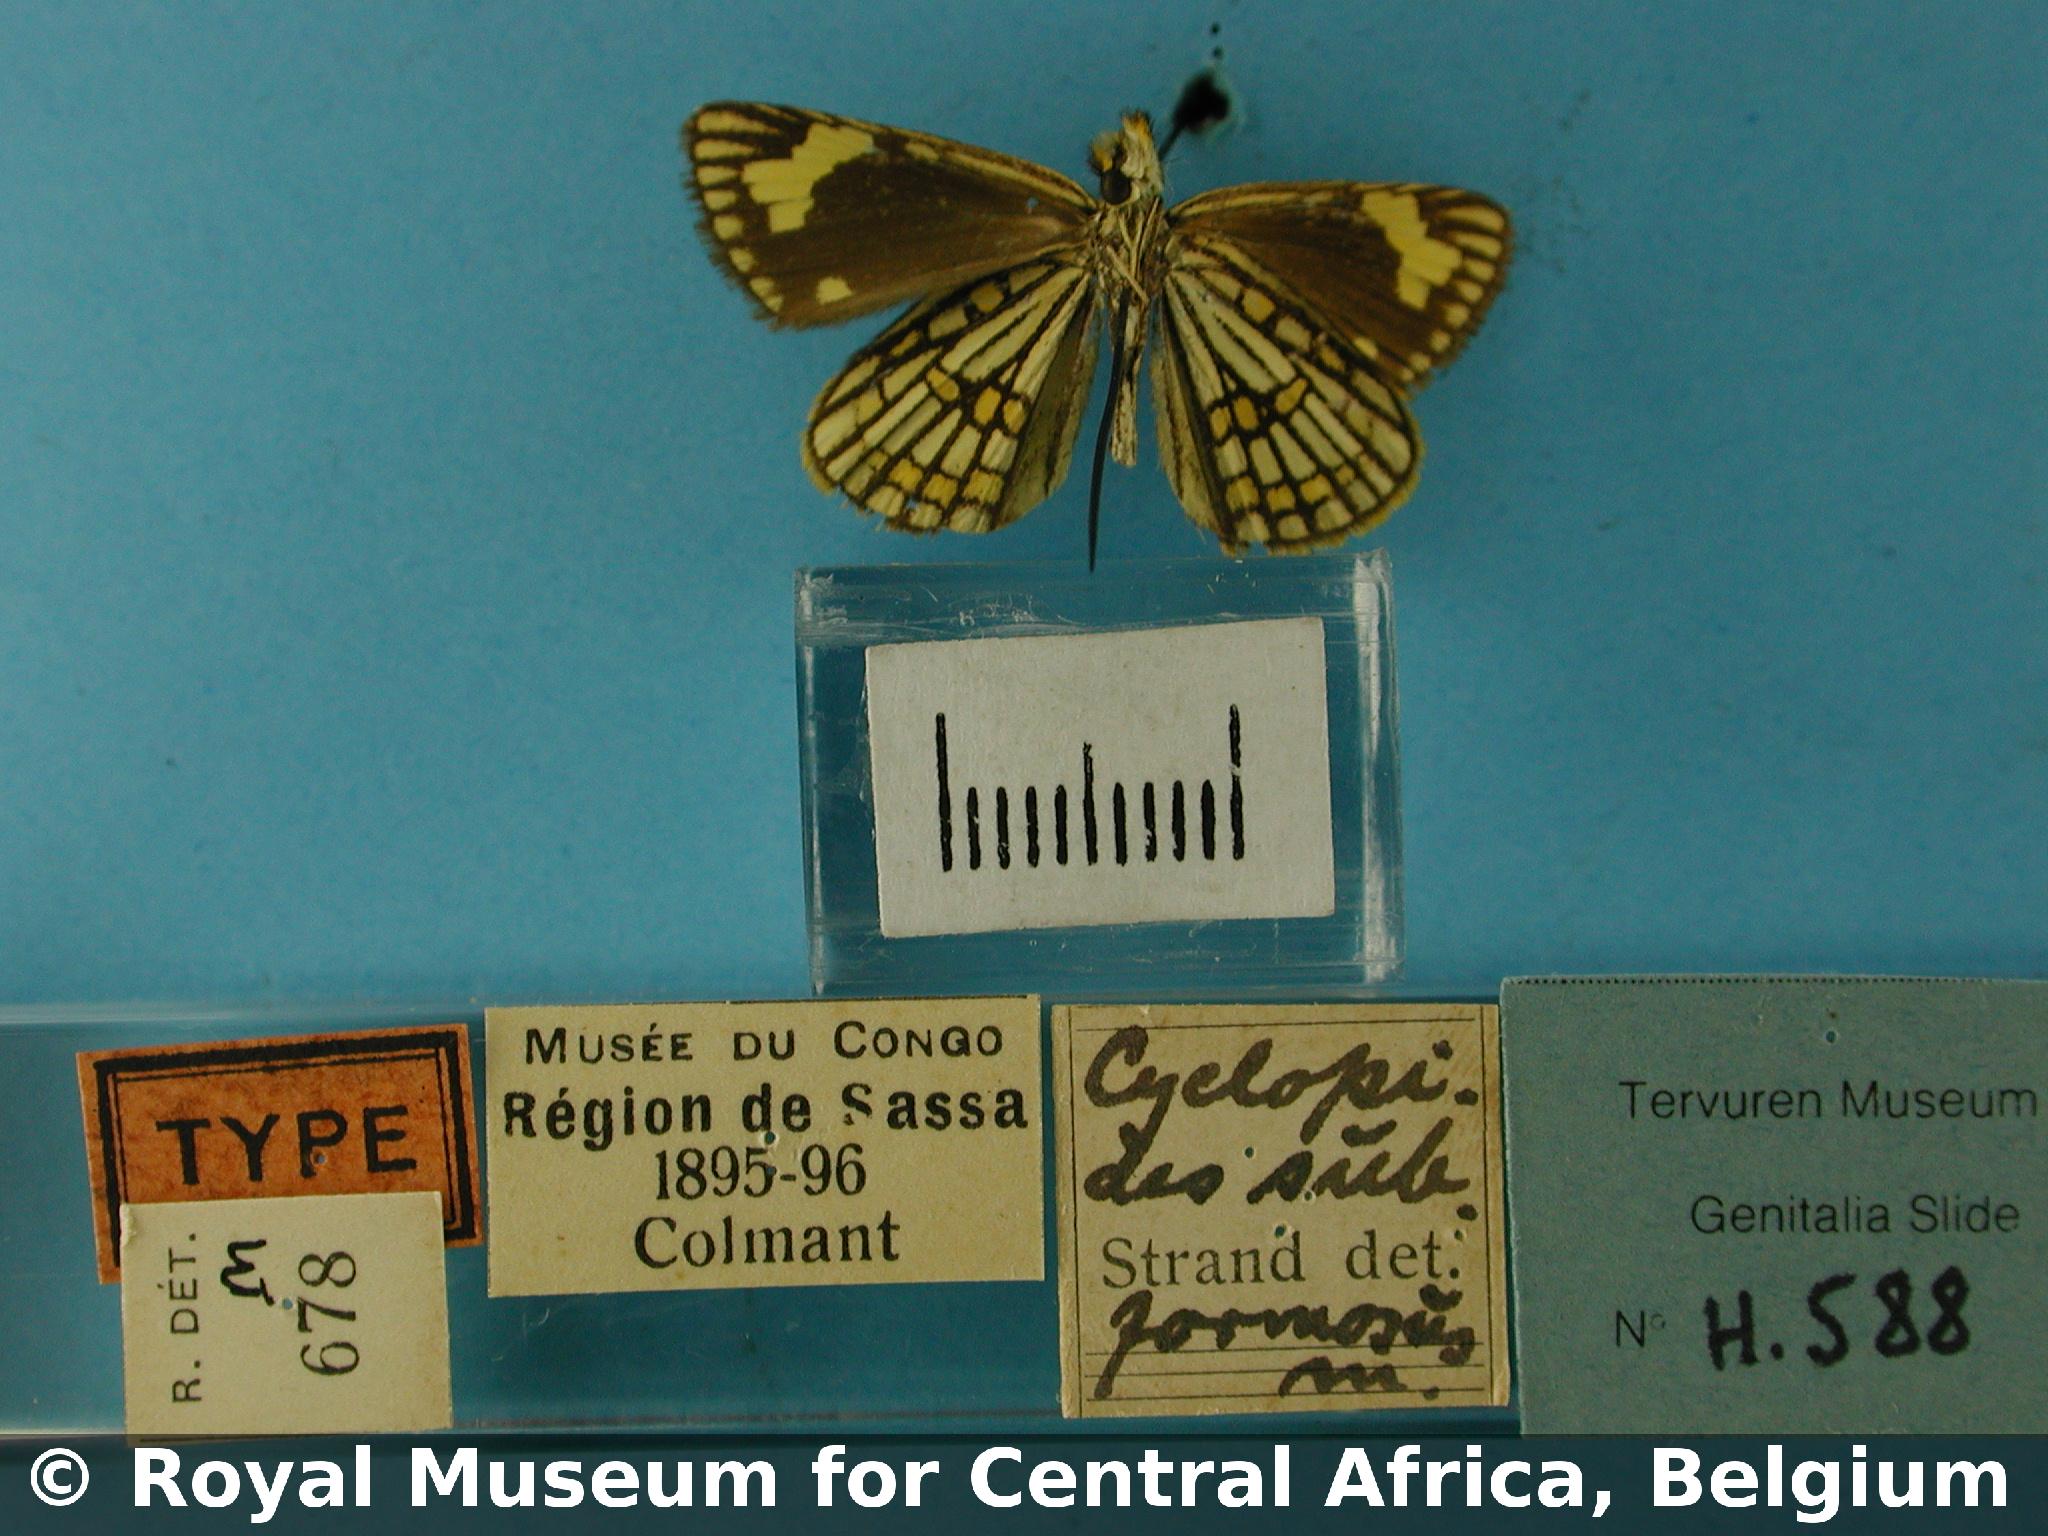 TYPE
R. DÉT.
678
MUSÉE DU CONGO
Région de Sassa
1895-96
Colmant
Cyclopi-
des sub.
Strand det.
formosus
m.
Tervuren Museum
Genitalia Slide
N° H. 588
© Royal Museum for Central Africa, Belgium